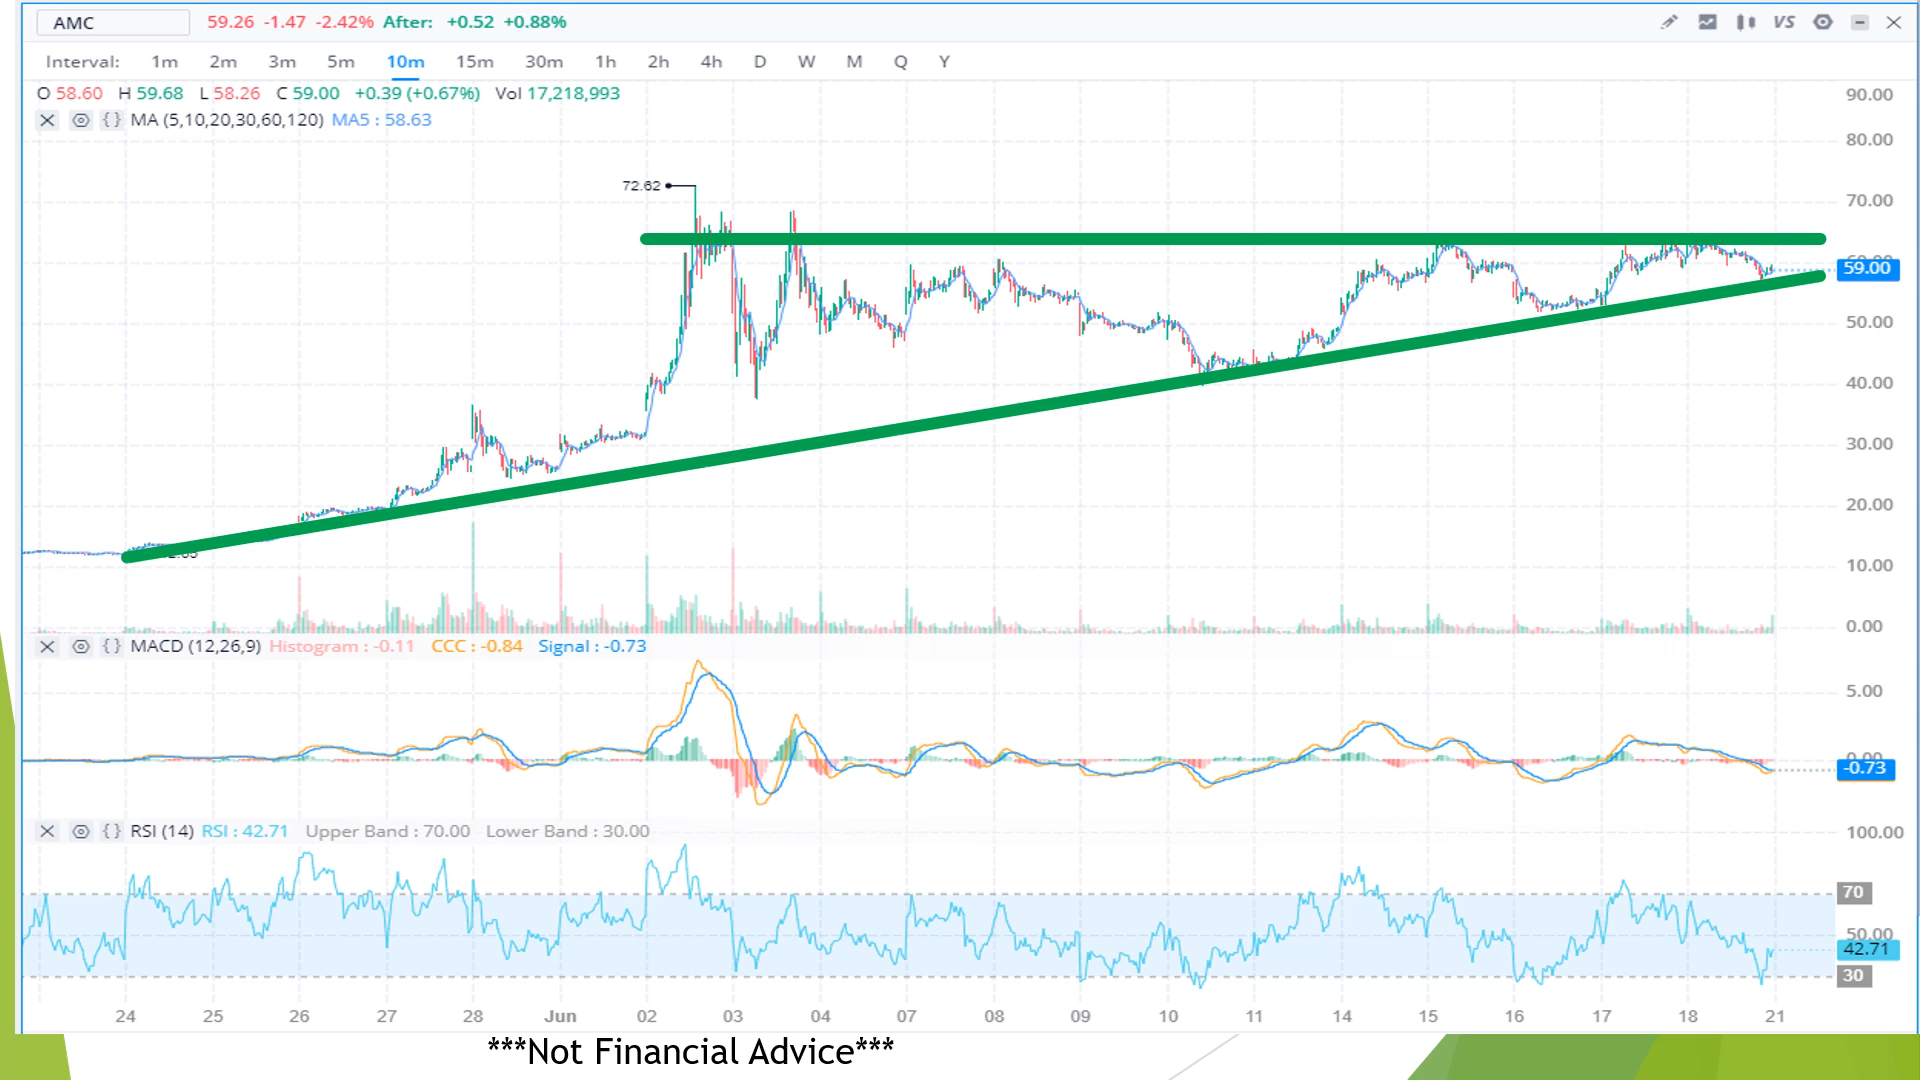 AMC 59.26 -1.47 -2.42% After: +0.52 +0.88% VS
Interval: 1m 2m 3m 5m 10m 15m 30m 1h 2h 4h D W M Q Y
O 58.60 H 59.68 L 58.26 C 59.00 +0.39 (+0.67%) Vol 17,218,993
90.00
{} MA (5,10,20,30,60,120) MA5 : 58.63
80.00
72.62
70.00
59.00
50.00
40.00
30.00
20.00
10.00
0.00
{} MACD (12,26,9) Histogram : -0.11 CCC : -0.84 Signal : -0.73
5.00
0.00
-0.73
{} RSI (14) RSI : 42.71 Upper Band : 70.00 Lower Band : 30.00
100.00
70
50.00
42.71
30
24 25 26 27 28 Jun 02 03 04 07 08 09 10 11 14 15 16 17 18 21
***Not Financial Advice***